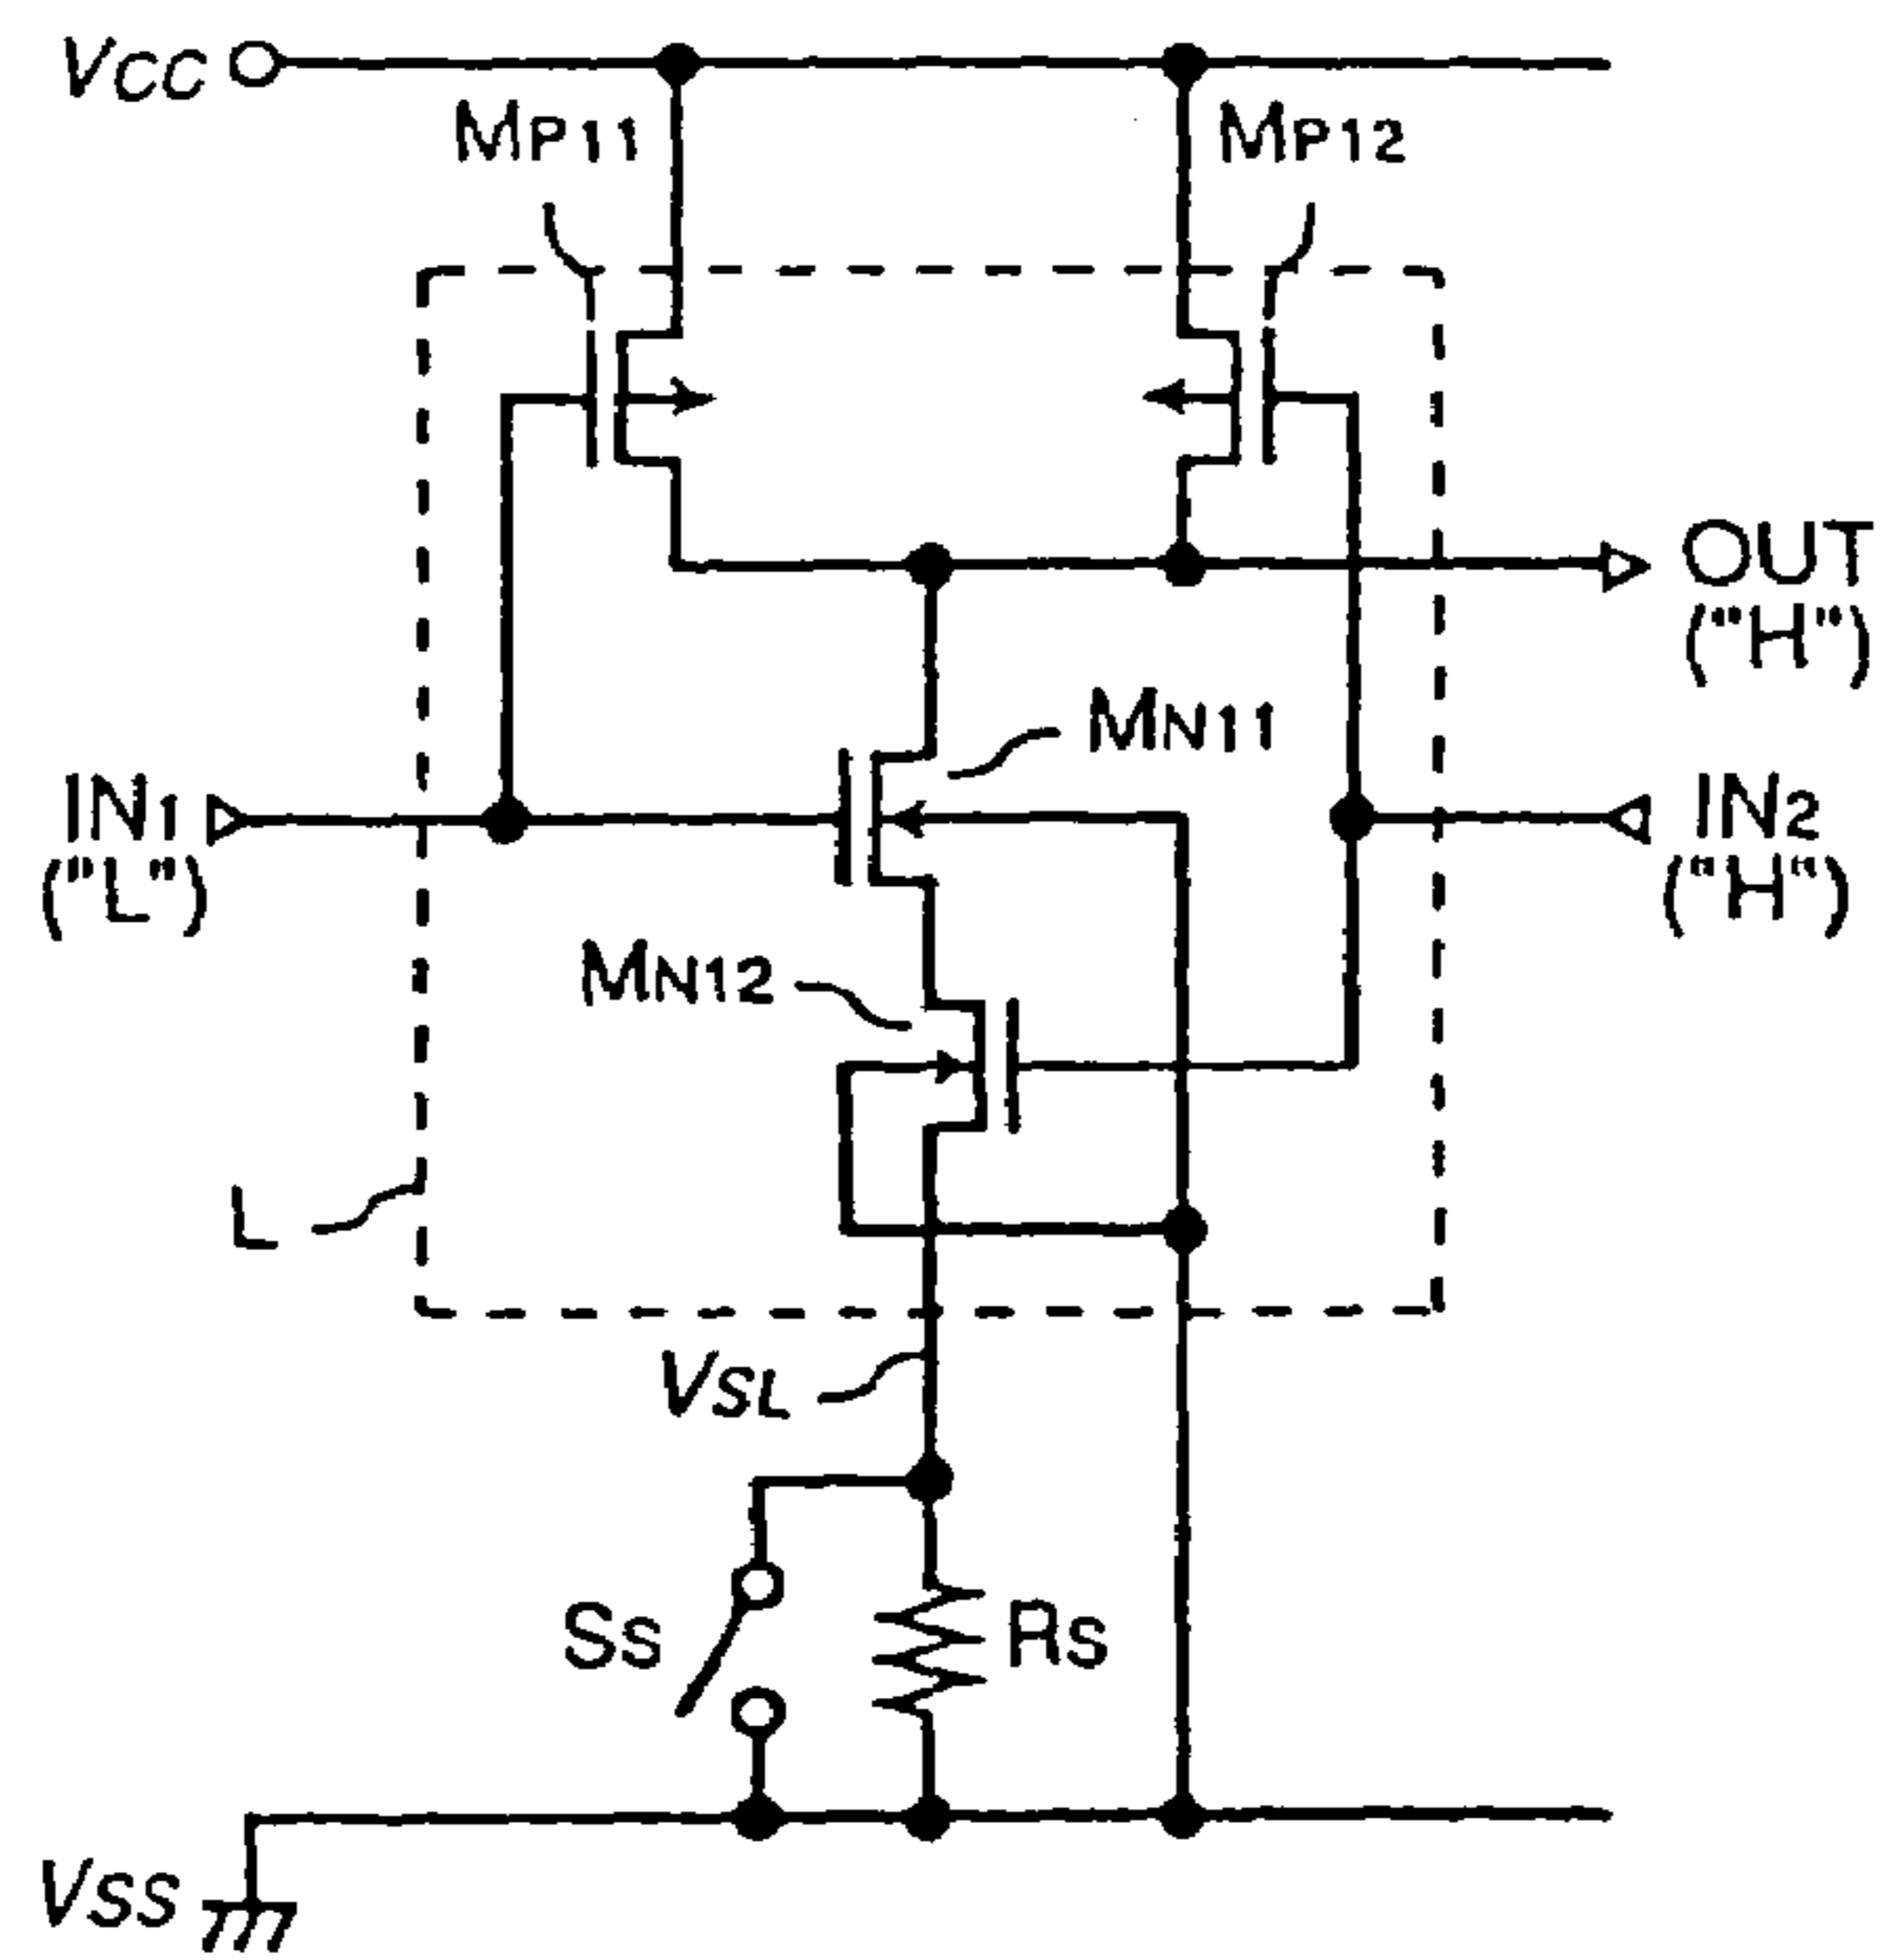 VCC
MP11
MP12
OUT
("H")
MN11
IN1
("L")
IN2
("H")
MN12
L
VSL
SS
RS
VSS